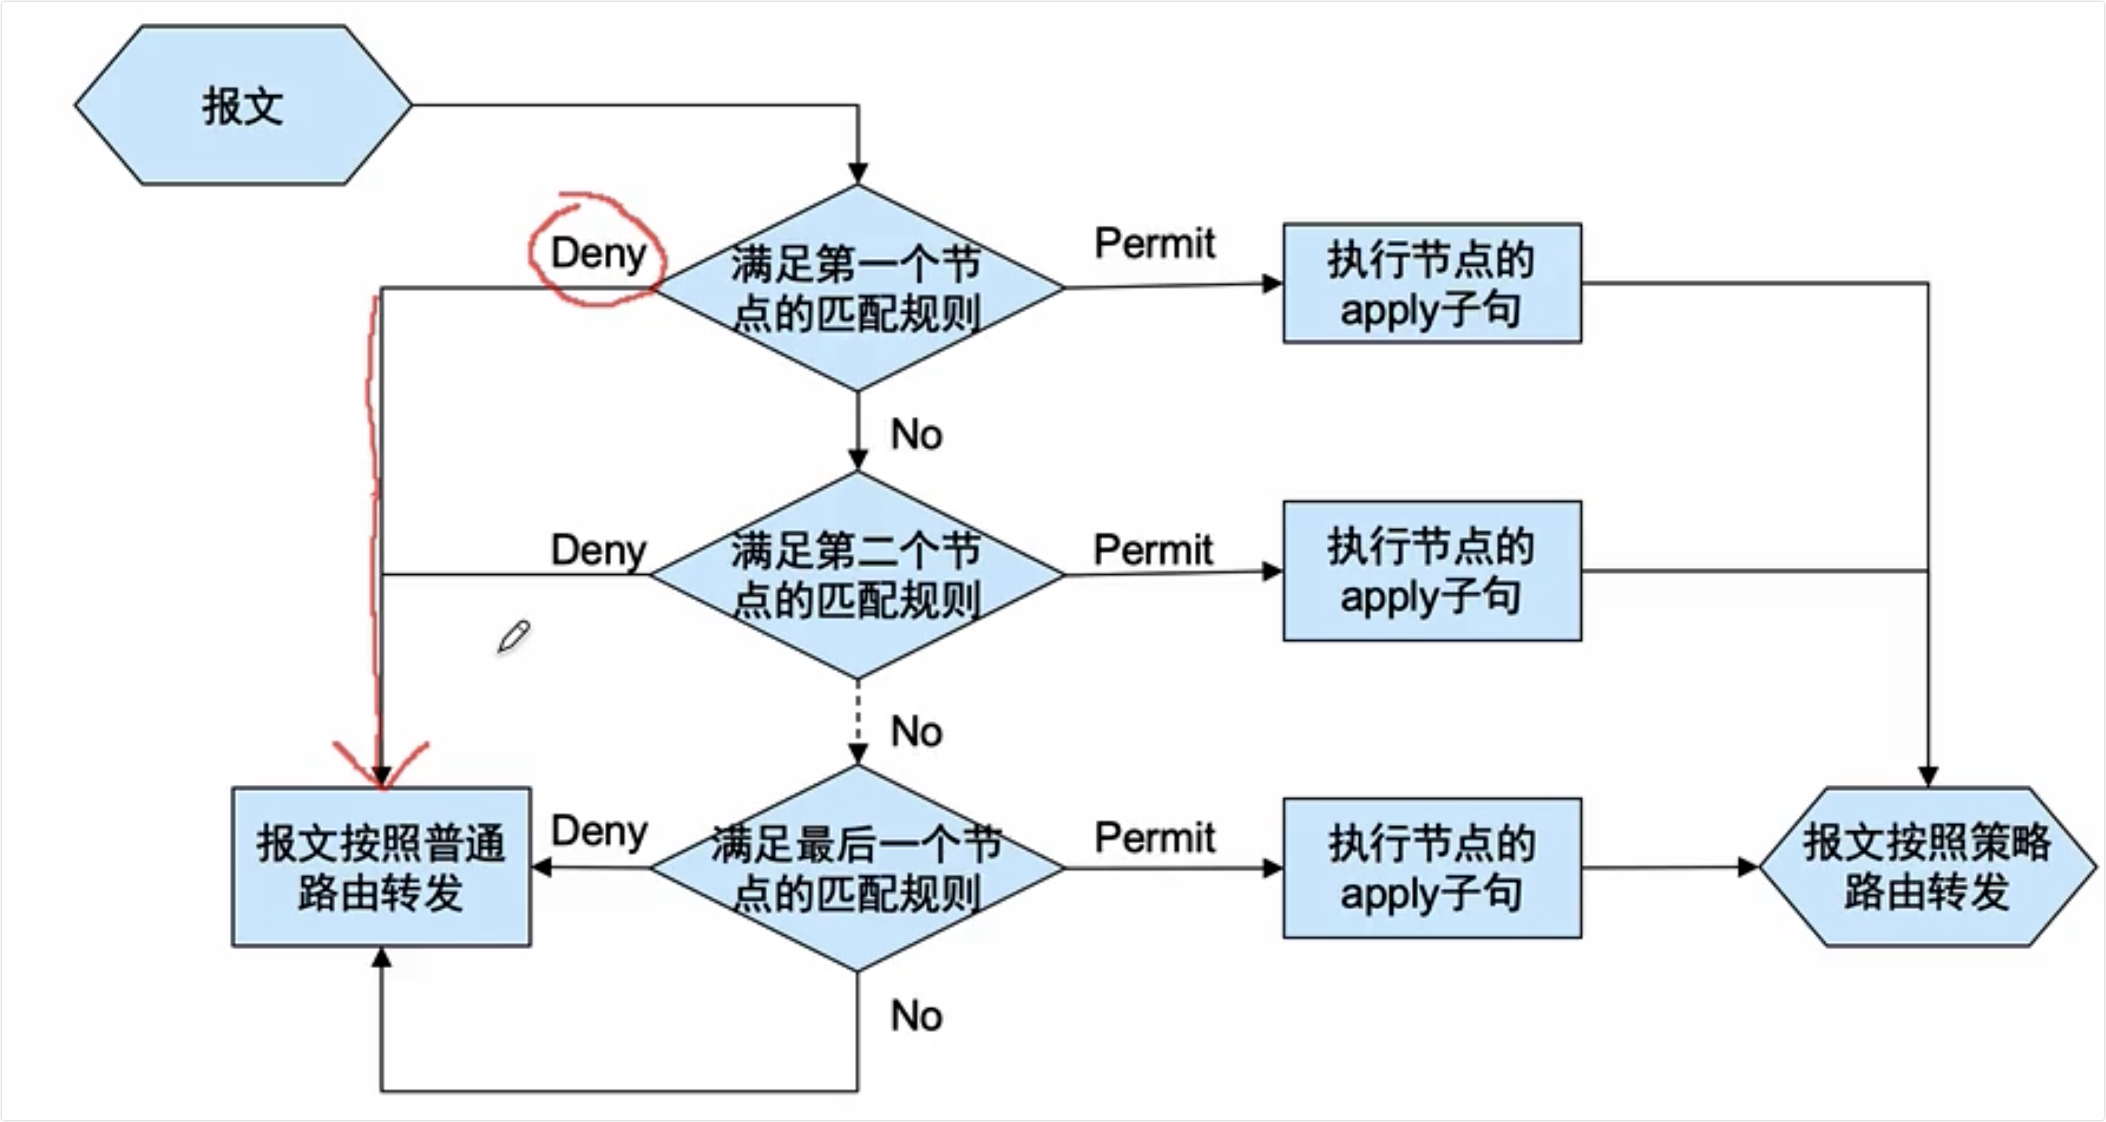 报文
Deny
满足第一个节
点的匹配规则
Permit
执行节点的
apply子句
No
Deny
满足第二个节
点的匹配规则
Permit
执行节点的
apply子句
No
报文按照普通
路由转发
Deny
满足最后一个节
点的匹配规则
Permit
执行节点的
apply子句
报文按照策略
路由转发
No